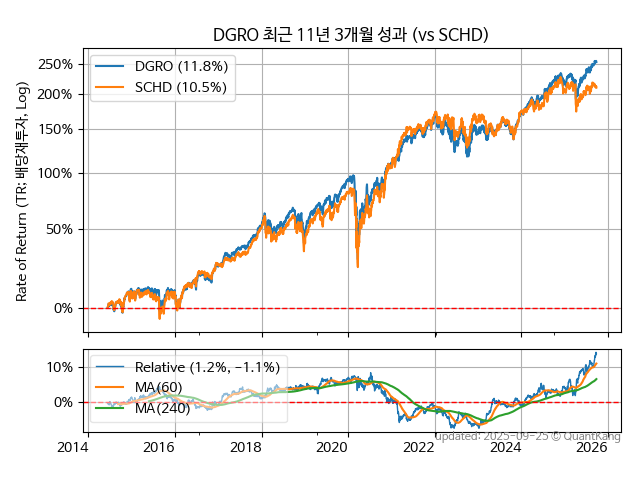 DGRO 최근 11년 3개월 성과 (vs SCHD)
DGRO (11.8%)
SCHD (10.5%)
250%
200%
150%
100%
50%
0%
Rate of Return (TR: 배당재투자, Log)
Relative (1.2%, −1.1%)
MA(60)
MA(240)
10%
0%
2014 2016 2018 2020 2022 2024 2026
updated: 2025-09-25 © QuantKang